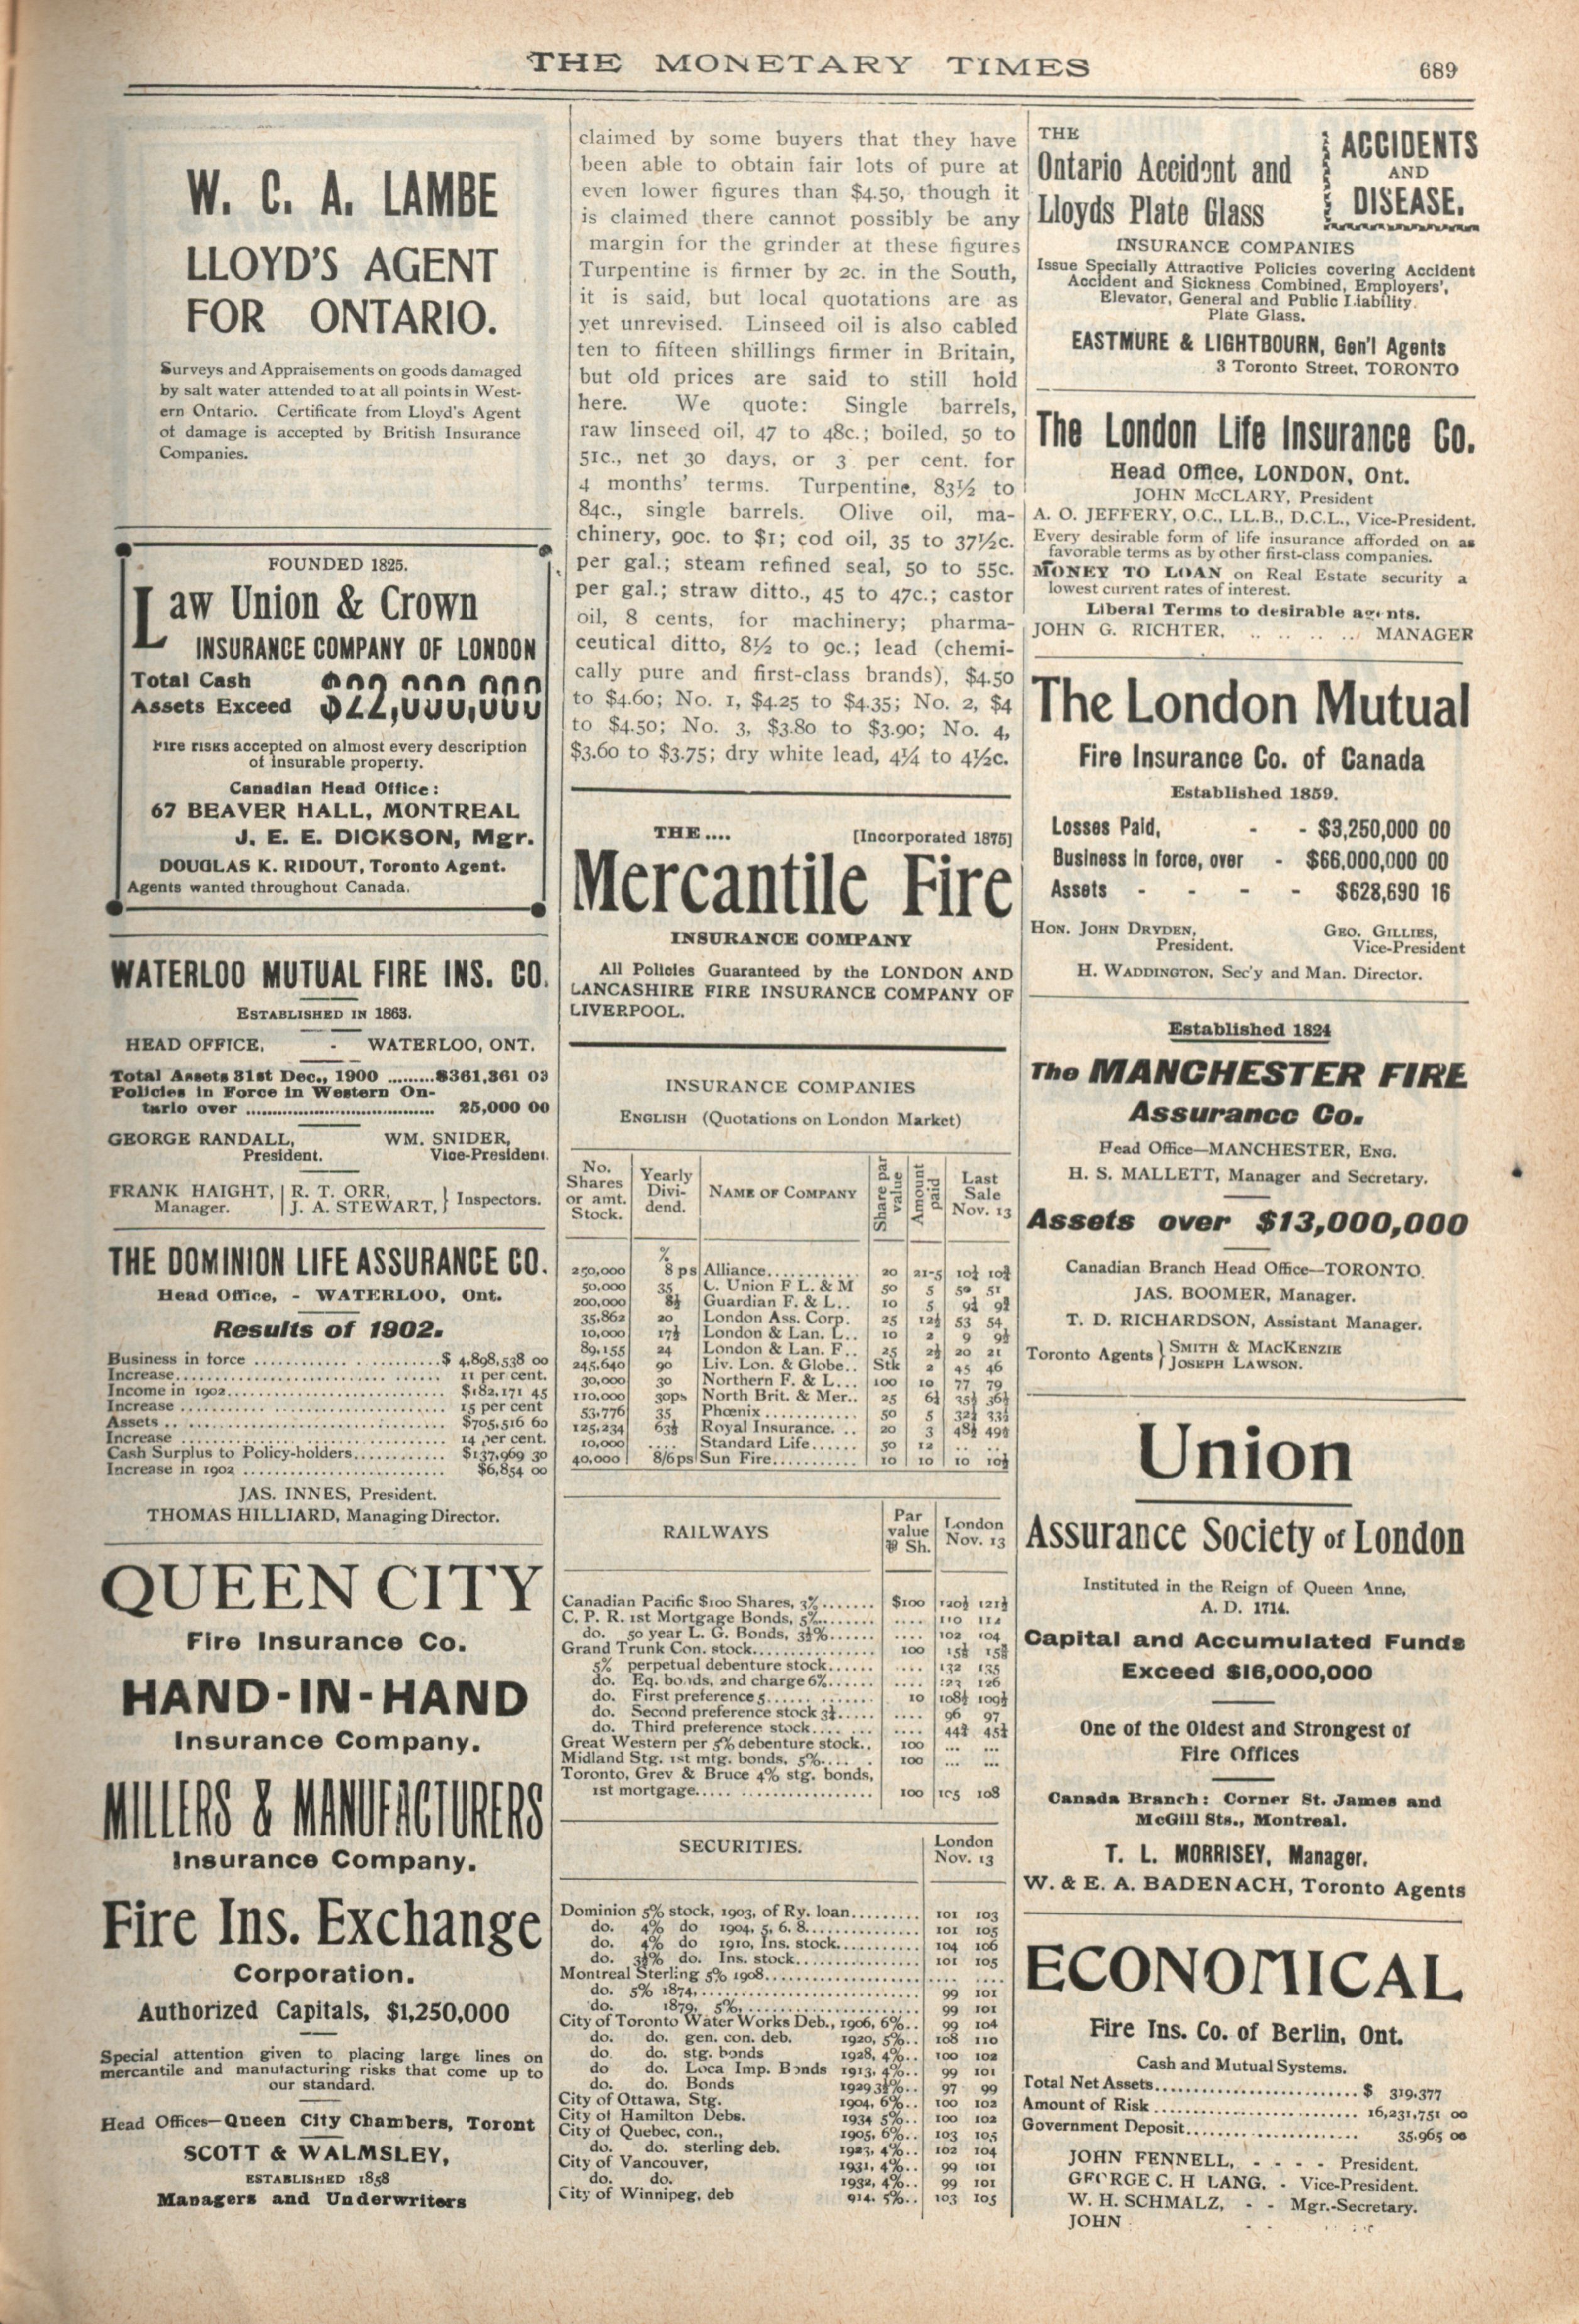 THE MONETARY TIMES
689
W. C. A. LAMBE
LLOYD'S AGENT
FOR ONTARIO.
Surveys and Appraisements on goods damaged
by salt water attended to at all points in West-
ern Ontario. Certificate from Lloyd's Agent
of damage is accepted by British Insurance
Companies.
FOUNDED 1825.
Law Union & Crown
INSURANCE COMPANY OF LONDON
Total Cash
Assets Exceed $22,000,000
Fire risks accepted on almost every description
of insurable property.
Canadian Head Office:
67 BEAVER HALL, MONTREAL
J. E. E. DICKSON, Mgr.
DOUGLAS K. RIDOUT, Toronto Agent.
Agents wanted throughout Canada.
WATERLOO MUTUAL FIRE INS. CO.
ESTABLISHED IN 1863.
HEAD OFFICE, - WATERLOO, ONT.
Total Assets 31st Dec., 1900 .........$361,361 03
Policies in Force in Western On-
tario over ................................. 25,000 00
GEORGE RANDALL, WM. SNIDER,
President. Vice-President.
FRANK HAIGHT, R. T. ORR,
Manager. J. A. STEWART, } Inspectors.
THE DOMINION LIFE ASSURANCE CO.
Head Office, - WATERLOO, Ont.
Results of 1902.
Business in force ........................$ 4,898,538 00
Increase................................ 11 per cent.
Income in 1902........................ $182,171 45
Increase ................................ 15 per cent
Assets .................................. $705,516 60
Increase ................................ 14 per cent.
Cash Surplus to Policy-holders............ $137,969 30
Increase in 1902 ........................ $6,854 00
JAS. INNES, President.
THOMAS HILLIARD, Managing Director.
QUEEN CITY
Fire Insurance Co.
HAND-IN-HAND
Insurance Company.
MILLERS & MANUFACTURERS
Insurance Company.
Fire Ins. Exchange
Corporation.
Authorized Capitals, $1,250,000
Special attention given to placing large lines on
mercantile and manufacturing risks that come up to
our standard.
Head Offices—Queen City Chambers, Toront
SCOTT & WALMSLEY,
ESTABLISHED 1858
Managers and Underwriters
claimed by some buyers that they have
been able to obtain fair lots of pure at
even lower figures than $4.50, though it
is claimed there cannot possibly be any
margin for the grinder at these figures
Turpentine is firmer by 2c. in the South,
it is said, but local quotations are as
yet unrevised. Linseed oil is also cabled
ten to fifteen shillings firmer in Britain,
but old prices are said to still hold
here. We quote: Single barrels,
raw linseed oil, 47 to 48c.; boiled, 50 to
51c., net 30 days, or 3 per cent. for
4 months' terms. Turpentine, 83½ to
84c., single barrels. Olive oil, ma-
chinery, 90c. to $1; cod oil, 35 to 37½c.
per gal.; steam refined seal, 50 to 55c.
per gal.; straw ditto., 45 to 47c.; castor
oil, 8 cents, for machinery; pharma-
ceutical ditto, 8½ to 9c.; lead (chemi-
cally pure and first-class brands), $4.50
to $4.60; No. 1, $4.25 to $4.35; No. 2, $4
to $4.50; No. 3, $3.80 to $3.90; No. 4,
$3.60 to $3.75; dry white lead, 4¼ to 4½c.
THE .... [Incorporated 1875]
Mercantile Fire
INSURANCE COMPANY
All Policies Guaranteed by the LONDON AND
LANCASHIRE FIRE INSURANCE COMPANY OF
LIVERPOOL.
INSURANCE COMPANIES
ENGLISH (Quotations on London Market)
No. Shares or amt. Stock. Yearly Dividend. NAME OF COMPANY Share par value Amount paid Last Sale Nov. 13
%
250,000 8 ps Alliance............ 20 21-5 10¼
50,000 35 C. Union F. L. & M 50 5 50 51
200,000 8½ Guardian F. & L.. 10 5
35,862 20 London Ass. Corp. 25 12½ 53 54
10,000 17½ London & Lan. L.. 10 2 9 9½
89,155 24 London & Lan. F.. 25 2½ 20 21
245,640 90 Liv. Lon. & Globe.. Stk 2 45 46
30,000 30 Northern F. & L... 100 10 77 79
110,000 30ps North Brit. & Mer.. 25 6¼
53,776 35 Phœnix ............ 50 5
125,234 63½ Royal Insurance. .. 20 3
10,000 .... Standard Life...... 50 12 .. ..
40,000 8/6ps Sun Fire........... 10 10 10 10½
RAILWAYS Par value ₩ Sh. London Nov. 13
Canadian Pacific $100 Shares, 3%....... $100 120½ 121½
C. P. R. 1st Mortgage Bonds, 5%........ .... 110 114
do. 50 year L. G. Bonds, 3½%...... .... 102 104
Grand Trunk Con. stock................ 100
5% perpetual debenture stock...... .... 132 135
do. Eq. bonds, 2nd charge 6%...... .... 123 126
do. First preference 5............. 10 108½ 109½
do. Second preference stock 3½..... .... 96 97
do. Third preference stock.... ... ....
Great Western per 5% debenture stock.. 100 ... ...
Midland Stg. 1st mtg. bonds, 5%.... . 100 ... ...
Toronto, Grey & Bruce 4% stg. bonds,
1st mortgage..................... 100 105 108
SECURITIES. London Nov. 13
Dominion 5% stock, 1903, of Ry. loan......... 101 103
do. 4% do 1904, 5, 6, 8............ 101 105
do. 4% do 1910, Ins. stock........... 104 106
do. 3½% do. Ins. stock................ 101 105
Montreal Sterling 5% 1908.................... .... ....
do. 5% 1874,........................... 99 101
do. 1879, 5%,...................... 99 101
City of Toronto Water Works Deb., 1906, 6%.. 99 104
do. do. gen. con. deb. 1920, 5%.. 108 110
do. do. stg. bonds 1928, 4%.. 100 102
do do. Loca Imp. Bonds 1913, 4%.. 99 101
do. do. Bonds 1929 3½%.. 97 99
City of Ottawa, Stg. 1904, 6%.. 100 102
City of Hamilton Debs. 1934 5%.. 100 102
City of Quebec, con., 1905, 6%.. 103 105
do. do. sterling deb. 1923, 4%.. 102 104
City of Vancouver, 1931, 4%.. 99 101
do. do. 1932, 4%.. 99 101
City of Winnipeg, deb 914, 5%.. 103 105
THE
Ontario Accident and
Lloyds Plate Glass
ACCIDENTS
AND
DISEASE.
INSURANCE COMPANIES
Issue Specially Attractive Policies covering Accident
Accident and Sickness Combined, Employers',
Elevator, General and Public Liability.
Plate Glass.
EASTMURE & LIGHTBOURN, Gen'l Agents
3 Toronto Street, TORONTO
The London Life Insurance Co.
Head Office, LONDON, Ont.
JOHN McCLARY, President
A. O. JEFFERY, O.C., LL.B., D.C.L., Vice-President.
Every desirable form of life insurance afforded on as
favorable terms as by other first-class companies.
MONEY TO LOAN on Real Estate security a
lowest current rates of interest.
Liberal Terms to desirable agents.
JOHN G. RICHTER, .. .. .. .. MANAGER
The London Mutual
Fire Insurance Co. of Canada
Established 1859.
Losses Paid, - - $3,250,000 00
Business in force, over - $66,000,000 00
Assets - - - - $628,690 16
HON. JOHN DRYDEN, GEO. GILLIES,
President. Vice-President
H. WADDINGTON, Sec'y and Man. Director.
Established 1824
The MANCHESTER FIRE
Assurance Co.
Head Office—MANCHESTER, ENG.
H. S. MALLETT, Manager and Secretary.
Assets over $13,000,000
Canadian Branch Head Office—TORONTO.
JAS. BOOMER, Manager.
T. D. RICHARDSON, Assistant Manager.
Toronto Agents { SMITH & MACKENZIE
JOSEPH LAWSON.
Union
Assurance Society of London
Instituted in the Reign of Queen Anne,
A. D. 1714.
Capital and Accumulated Funds
Exceed $16,000,000
One of the Oldest and Strongest of
Fire Offices
Canada Branch: Corner St. James and
McGill Sts., Montreal.
T. L. MORRISEY, Manager.
W. & E. A. BADENACH, Toronto Agents
ECONOMICAL
Fire Ins. Co. of Berlin, Ont.
Cash and Mutual Systems.
Total Net Assets............................$ 319,377
Amount of Risk ............................ 16,231,751 00
Government Deposit........................ 35,965 00
JOHN FENNELL, - - - - President.
GEORGE C. H LANG, - Vice-President.
W. H. SCHMALZ, - - Mgr.-Secretary.
JOHN